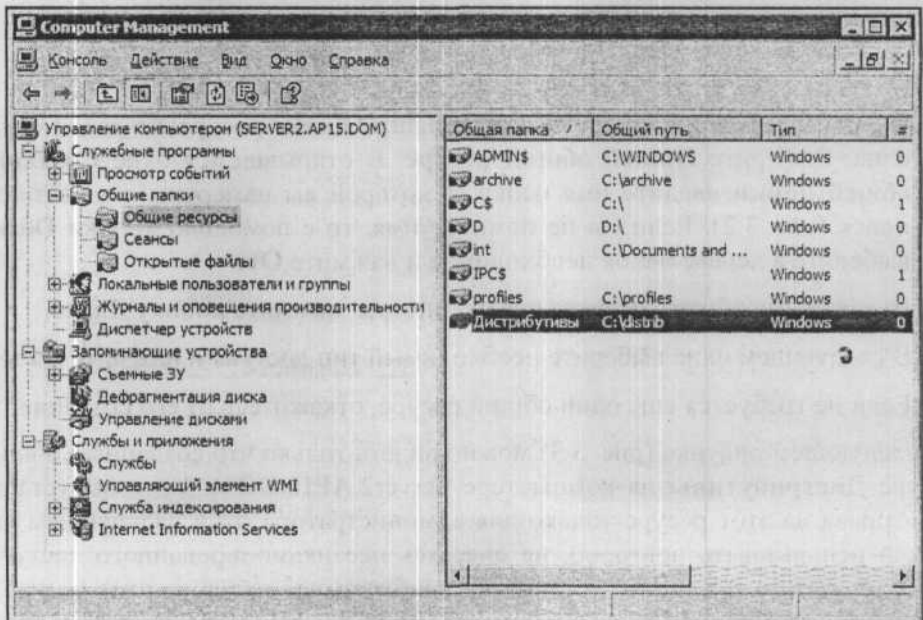 Computer Management
Консоль Действие Вид Окно Справка
Управление компьютерон (SERVER2.AP15.DOM)
Служебные программы
Просмотр событий
Общие папки
Общие ресурсы
Сеансы
Открытые файлы
Локальные пользователи и группы
Журналы и оповещения производительности
Диспетчер устройств
Запоминающие устройства
Съемные ЗУ
Дефрагментация диска
Управление дисками
Службы и приложения
Службы
Управляющий элемент WMI
Служба индексирования
Internet Information Services
Общая папка / Общий путь Тип #
ADMIN$ C:\WINDOWS Windows 0
archive C:\archive Windows 0
C$ C:\ Windows 1
D D:\ Windows 0
Int C:\Documents and ... Windows 0
IPC$ Windows 1
profiles C:\profiles Windows 0
Дистрибутивы C:\distrib Windows 0